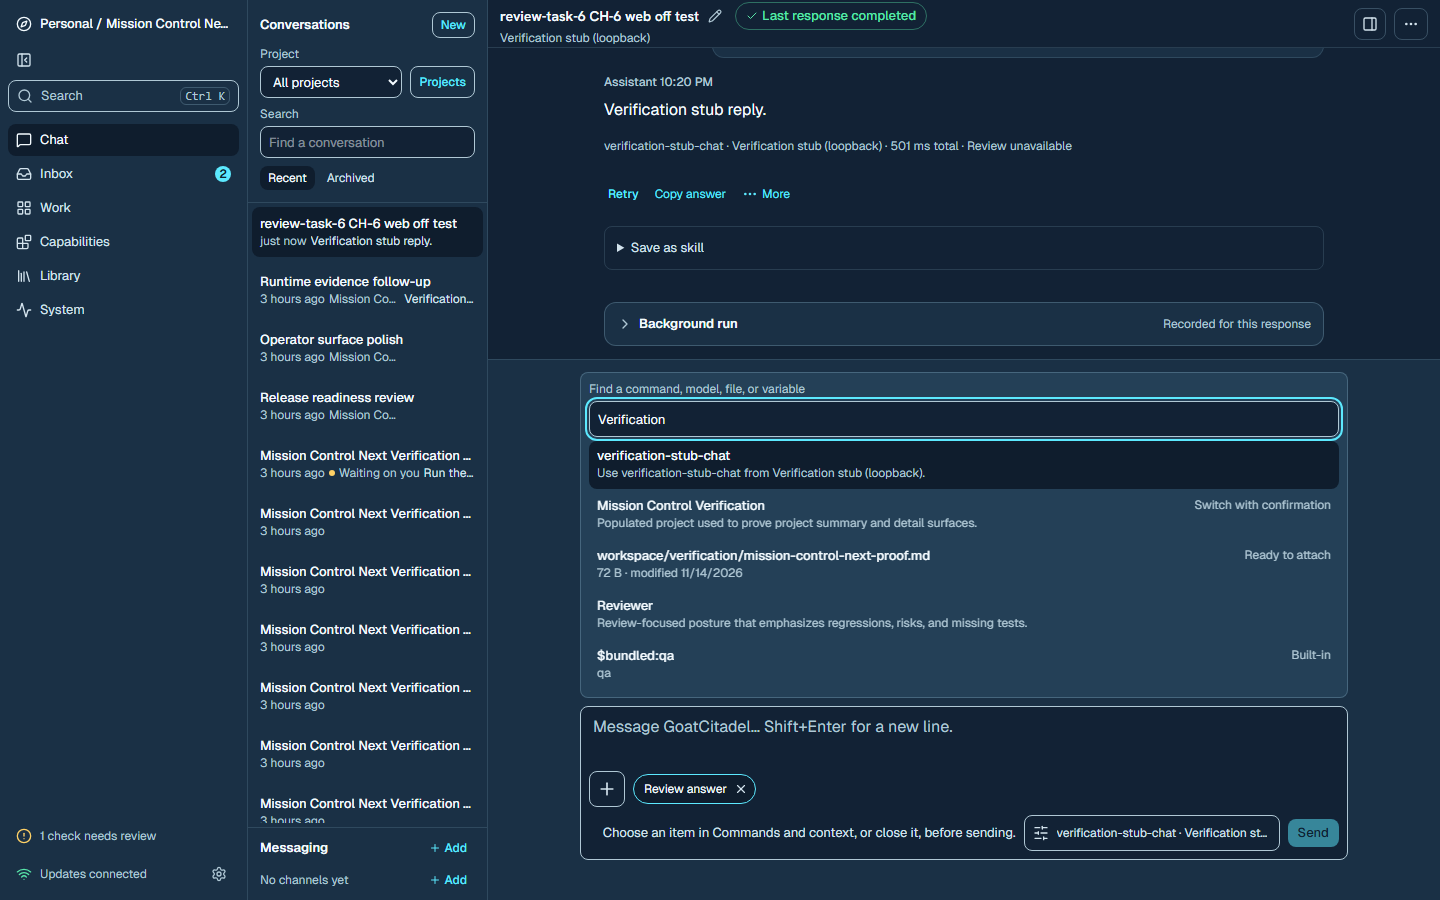 Personal / Mission Control Ne...
Search
Ctrl K
Chat
Inbox
2
Work
Capabilities
Library
System
1 check needs review
Updates connected
Conversations
New
Project
All projects
Projects
Search
Find a conversation
Recent
Archived
review-task-6 CH-6 web off test
just now Verification stub reply.
Runtime evidence follow-up
3 hours ago Mission Co... Verification...
Operator surface polish
3 hours ago Mission Co...
Release readiness review
3 hours ago Mission Co...
Mission Control Next Verification ...
3 hours ago Waiting on you Run the...
Mission Control Next Verification ...
3 hours ago
Mission Control Next Verification ...
3 hours ago
Mission Control Next Verification ...
3 hours ago
Mission Control Next Verification ...
3 hours ago
Mission Control Next Verification ...
3 hours ago
Mission Control Next Verification ...
3 hours ago
Messaging
+ Add
No channels yet
+ Add
review-task-6 CH-6 web off test
Last response completed
Verification stub (loopback)
Assistant 10:20 PM
Verification stub reply.
verification-stub-chat · Verification stub (loopback) · 501 ms total · Review unavailable
Retry
Copy answer
··· More
Save as skill
Background run
Recorded for this response
Find a command, model, file, or variable
Verification
verification-stub-chat
Use verification-stub-chat from Verification stub (loopback).
Mission Control Verification
Switch with confirmation
Populated project used to prove project summary and detail surfaces.
workspace/verification/mission-control-next-proof.md
Ready to attach
72 B · modified 11/14/2026
Reviewer
Review-focused posture that emphasizes regressions, risks, and missing tests.
$bundled:qa
Built-in
qa
Message GoatCitadel... Shift+Enter for a new line.
Review answer
Choose an item in Commands and context, or close it, before sending.
verification-stub-chat · Verification st...
Send